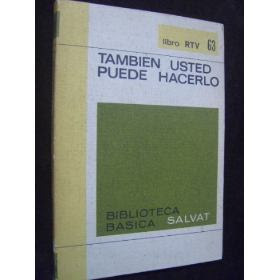 libro RTV 63
TAMBIEN USTED
PUEDE HACERLO
BIBLIOTECA
BASICA SALVAT